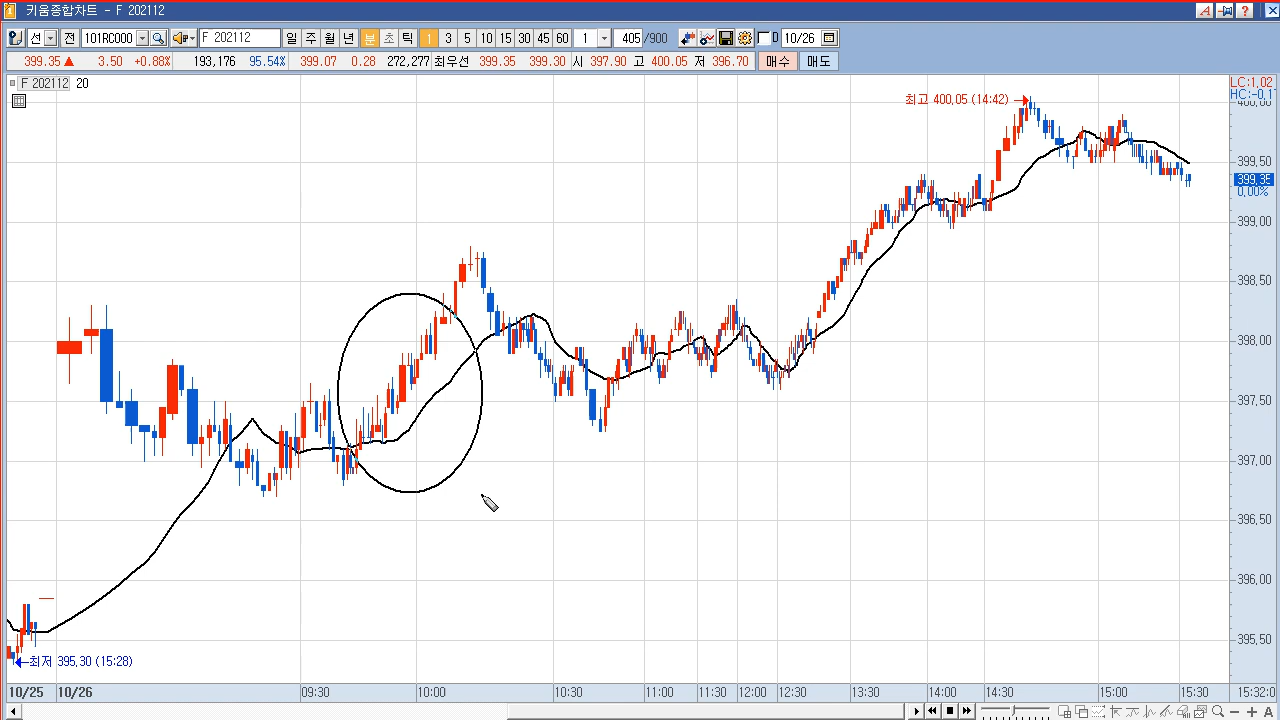 키움종합차트 - F 202112
선 전 101RC000 F 202112 일 주 월 년 분 초 틱 1 3 5 10 15 30 45 60 1 405 /900 D 10/26
399.35 ▲ 3.50 +0.88% 193,176 95.54% 399.07 0.28 272,277 최우선 399.35 399.30 시 397.90 고 400.05 저 396.70 매수 매도
F 202112 20
LC:1,02
HC:-0,1
최고 400,05 (14:42)
400,00
399,50
399,35
0,00%
399,00
398,50
398,00
397,50
397,00
396,50
396,00
395,50
최저 395,30 (15:28)
10/25 10/26 09:30 10:00 10:30 11:00 11:30 12:00 12:30 13:30 14:00 14:30 15:00 15:30 15:32:0
A